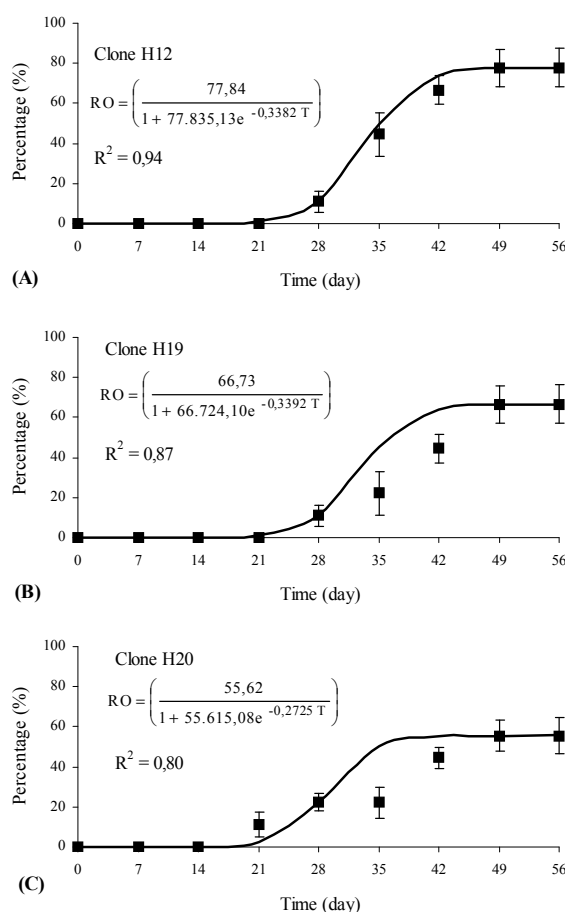 100
80
60
40
20
0
Percentage (%)
Clone H12
RO = ( 77,84 / 1 + 77.835,13e -0,3382 T )
R² = 0,94
0 7 14 21 28 35 42 49 56
Time (day)
(A)
100
80
60
40
20
0
Percentage (%)
Clone H19
RO = ( 66,73 / 1 + 66.724,10e -0,3392 T )
R² = 0,87
0 7 14 21 28 35 42 49 56
Time (day)
(B)
100
80
60
40
20
0
Percentage (%)
Clone H20
RO = ( 55,62 / 1 + 55.615,08e -0,2725 T )
R² = 0,80
0 7 14 21 28 35 42 49 56
Time (day)
(C)